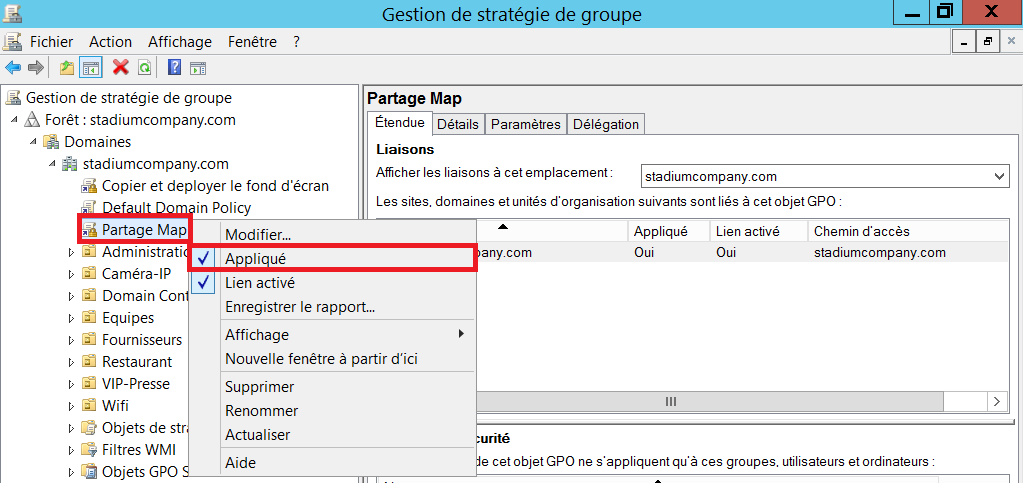 Gestion de stratégie de groupe
Fichier Action Affichage Fenêtre ?
Gestion de stratégie de groupe
Forêt : stadiumcompany.com
Domaines
stadiumcompany.com
Copier et deployer le fond d'écran
Default Domain Policy
Partage Map
Caméra-IP
Equipes
Fournisseurs
Restaurant
VIP-Presse
Wifi
Objets de
Filtres WMI
Objets GPO
Modifier...
Appliqué
Lien activé
Enregistrer le rapport...
Affichage
Nouvelle fenêtre à partir d'ici
Supprimer
Renommer
Actualiser
Aide
Partage Map
Étendue Détails Paramètres Délégation
Liaisons
Afficher les liaisons à cet emplacement : stadiumcompany.com
Les sites, domaines et unités d'organisation suivants sont liés à cet objet GPO :
Appliqué Lien activé Chemin d'accès
pany.com Oui Oui stadiumcompany.com
curité
de cet objet GPO ne s'appliquent qu'à ces groupes, utilisateurs et ordinateurs :